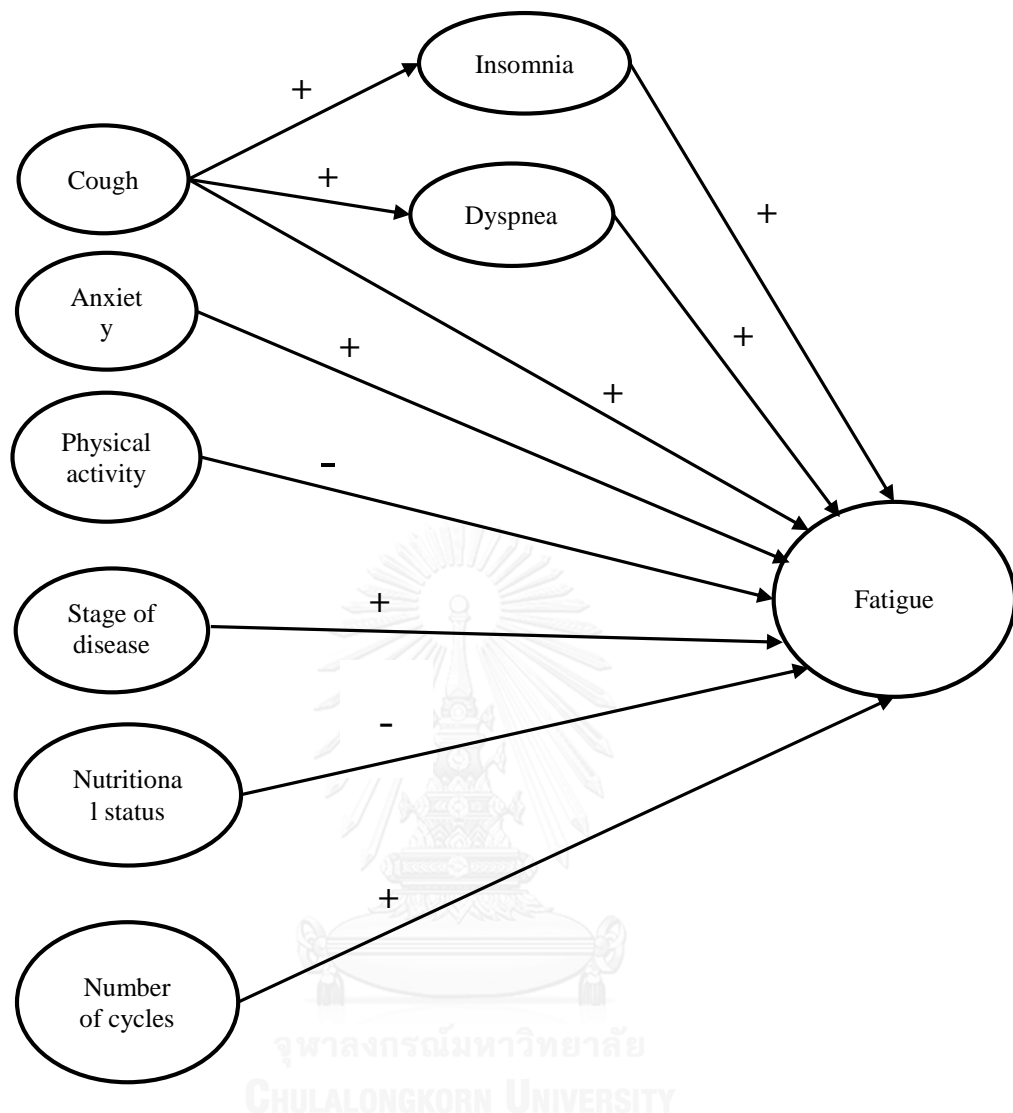 Insomnia
+
Cough
+
Dyspnea
+
Anxiet
y
+
+
+
Physical
activity
-
Fatigue
Stage of
disease
+
-
Nutritiona
l status
+
Number
of cycles
จุฬาลงกรณ์มหาวิทยาลัย
CHULALONGKORN UNIVERSITY